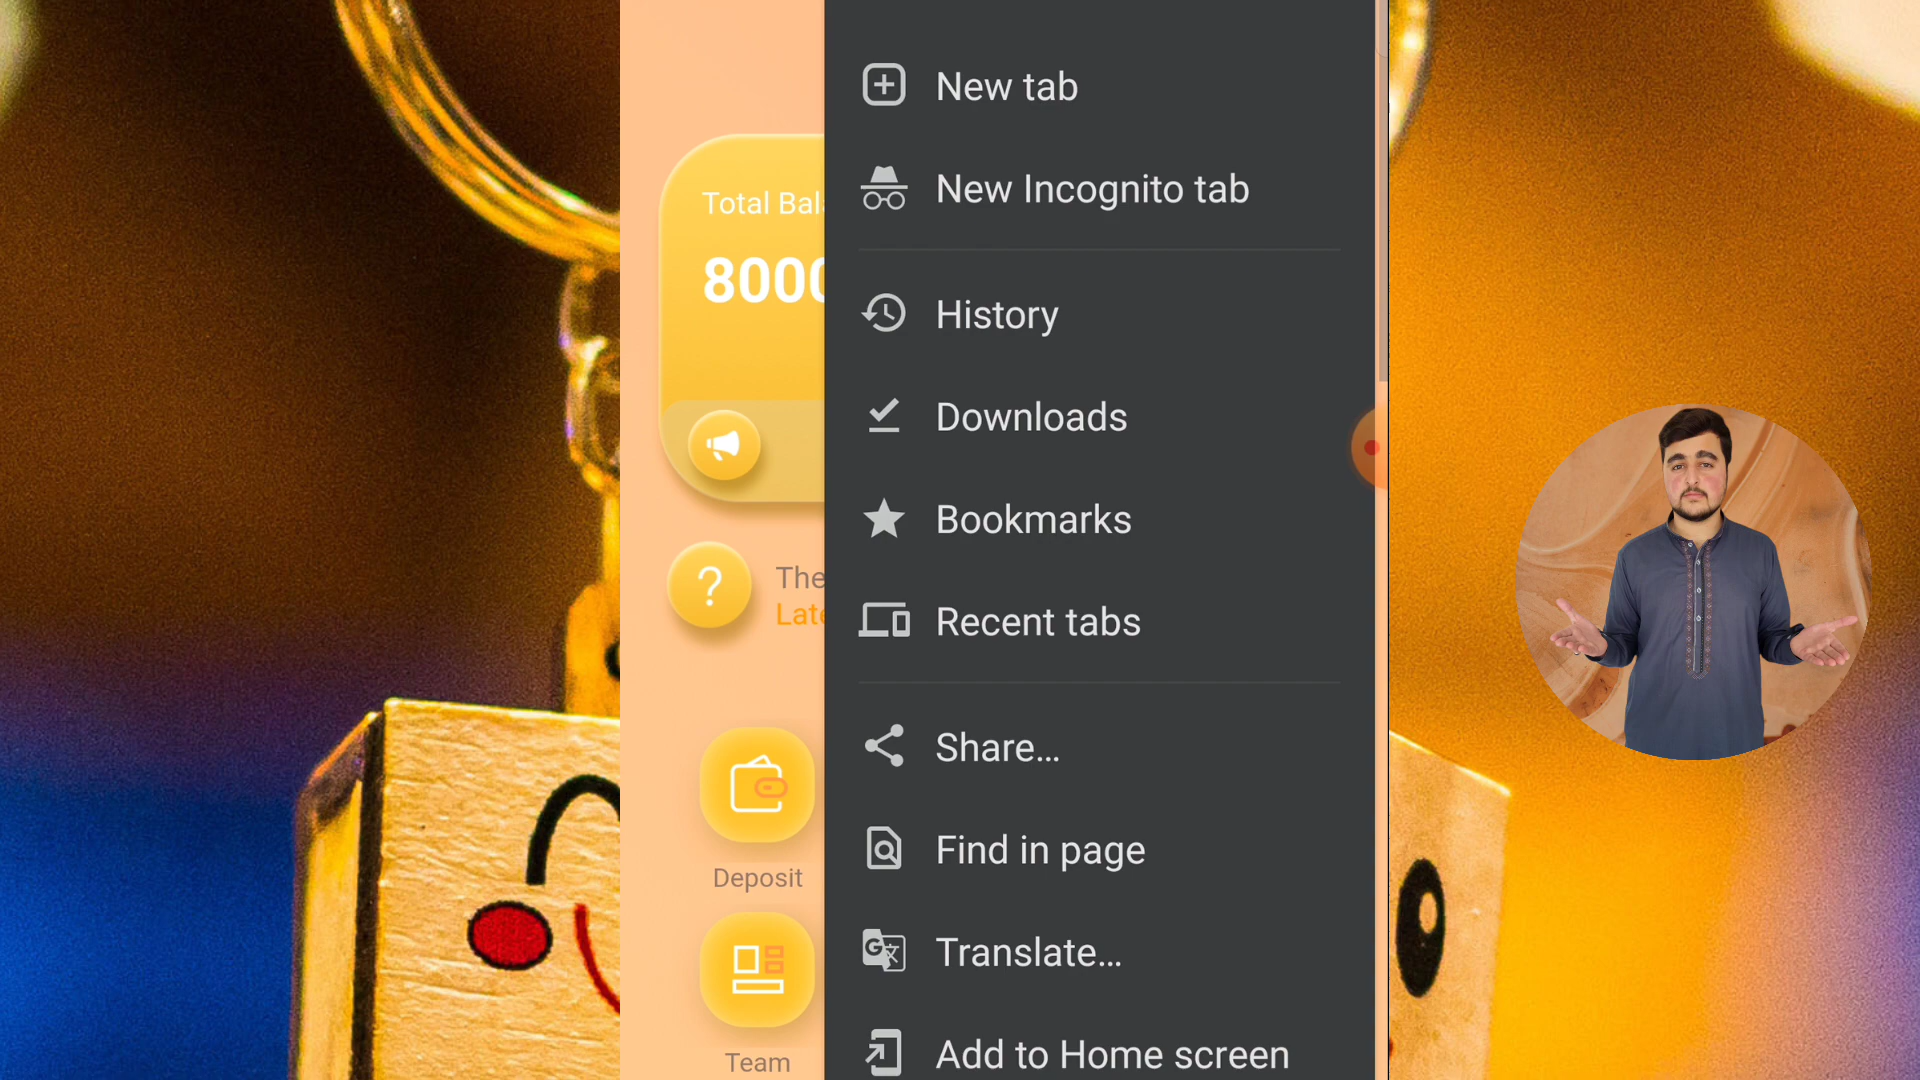 New tab
New Incognito tab
Total Bal
8000
History
Downloads
Bookmarks
The
Late
Recent tabs
Share...
Find in page
Deposit
Translate...
Team
Add to Home screen